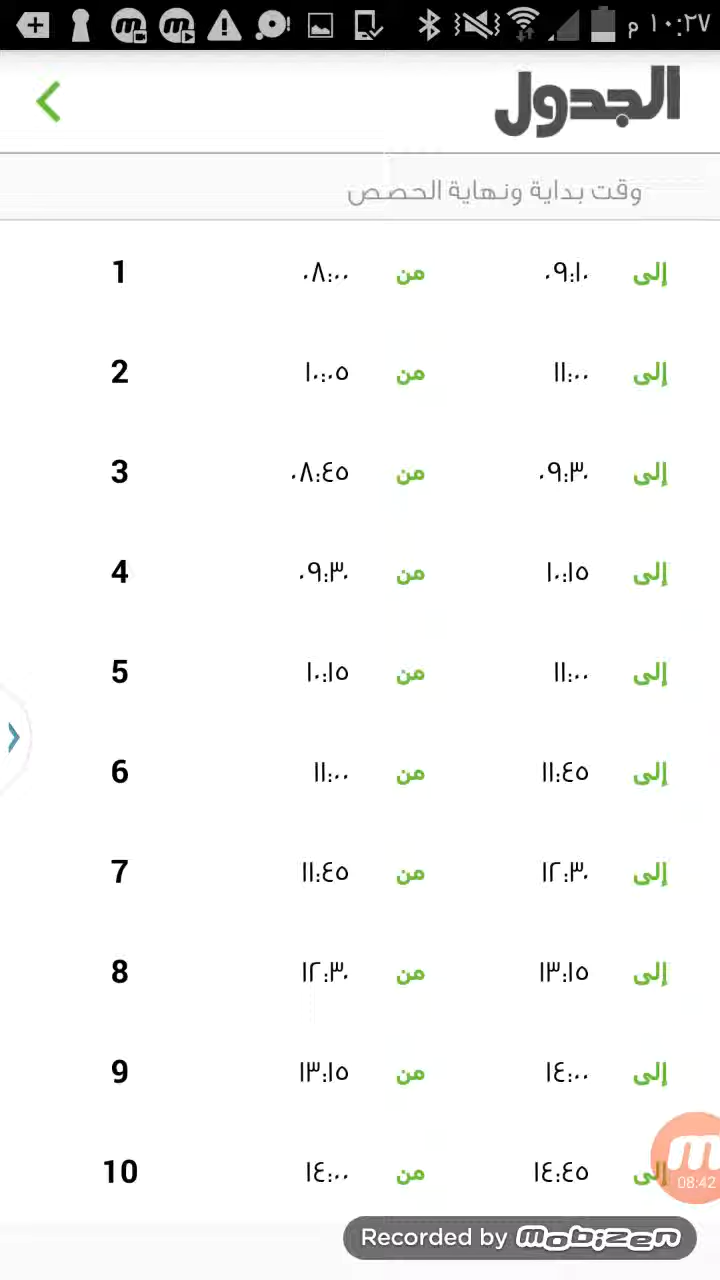 ١٠:٢٧ م
الجدول
وقت بداية ونهاية الحصص
1 من ٠٨:٠٠ إلى ٠٩:١٠
2 من ١٠:٠٥ إلى ١١:٠٠
3 من ٠٨:٤٥ إلى ٠٩:٣٠
4 من ٠٩:٣٠ إلى ١٠:١٥
5 من ١٠:١٥ إلى ١١:٠٠
6 من ١١:٠٠ إلى ١١:٤٥
7 من ١١:٤٥ إلى ١٢:٣٠
8 من ١٢:٣٠ إلى ١٣:١٥
9 من ١٣:١٥ إلى ١٤:٠٠
10 من ١٤:٠٠ إلى ١٤:٤٥
08:42
Recorded by mobizen